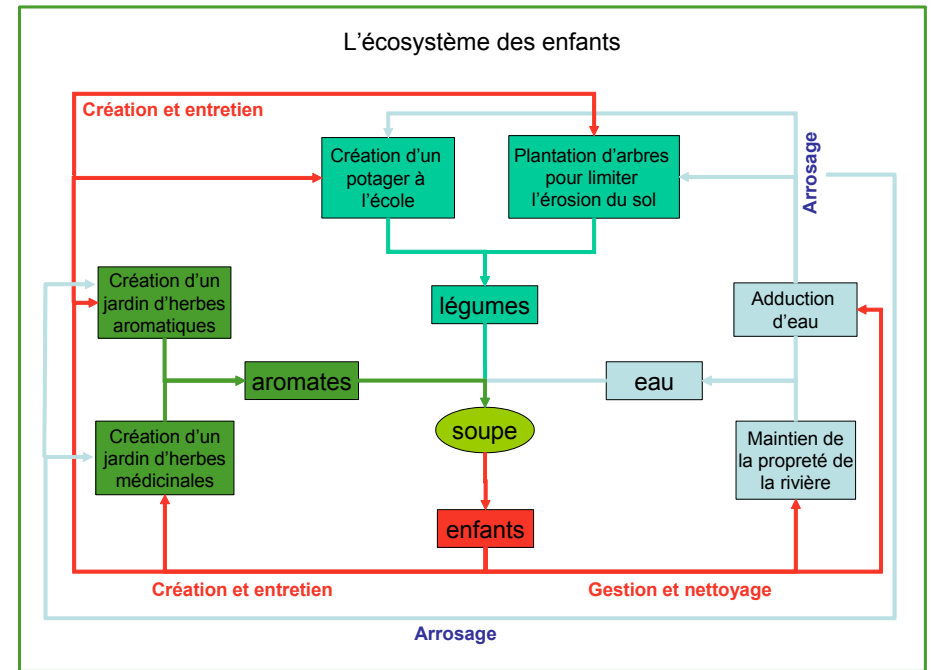 L'écosystème des enfants
Création et entretien
Création d'un
potager à
l'école
Plantation d'arbres
pour limiter
l'érosion du sol
Arrosage
Création d'un
jardin d'herbes
aromatiques
légumes
Adduction
d'eau
aromates
eau
soupe
Création d'un
jardin d'herbes
médicinales
Maintien de
la propreté de
la rivière
enfants
Création et entretien
Gestion et nettoyage
Arrosage